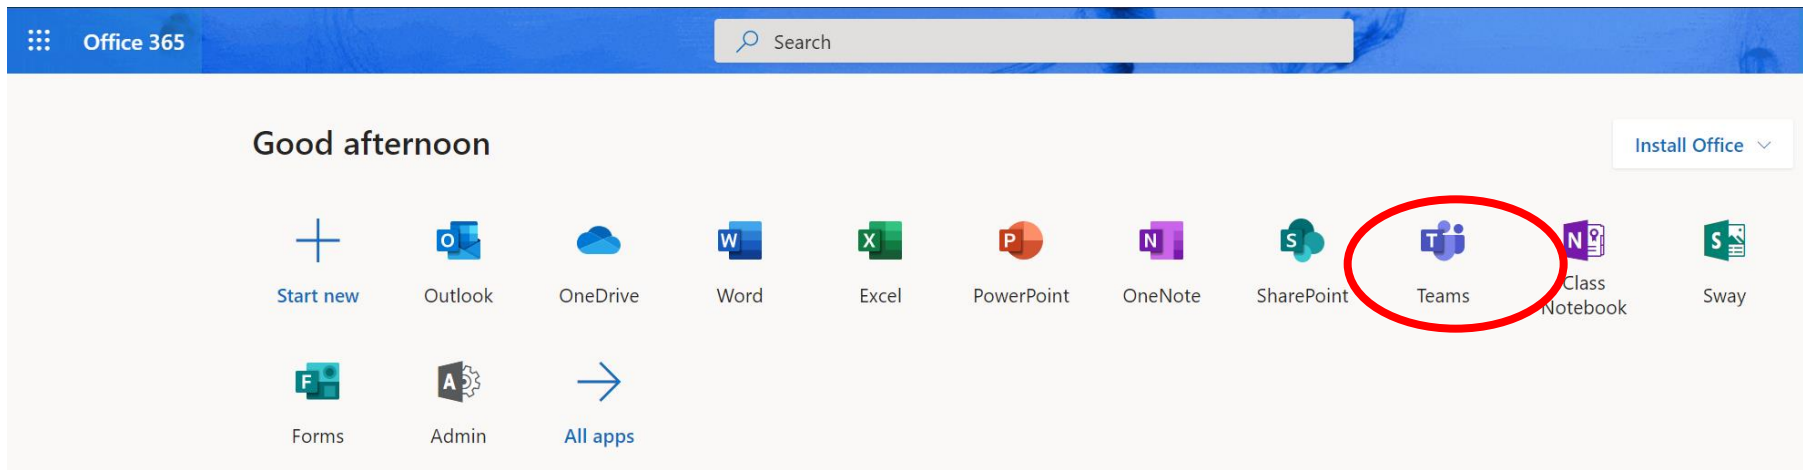 Office 365
Search
Good afternoon
Install Office
Start new
Outlook
OneDrive
Word
Excel
PowerPoint
OneNote
SharePoint
Teams
Class
Notebook
Sway
Forms
Admin
All apps